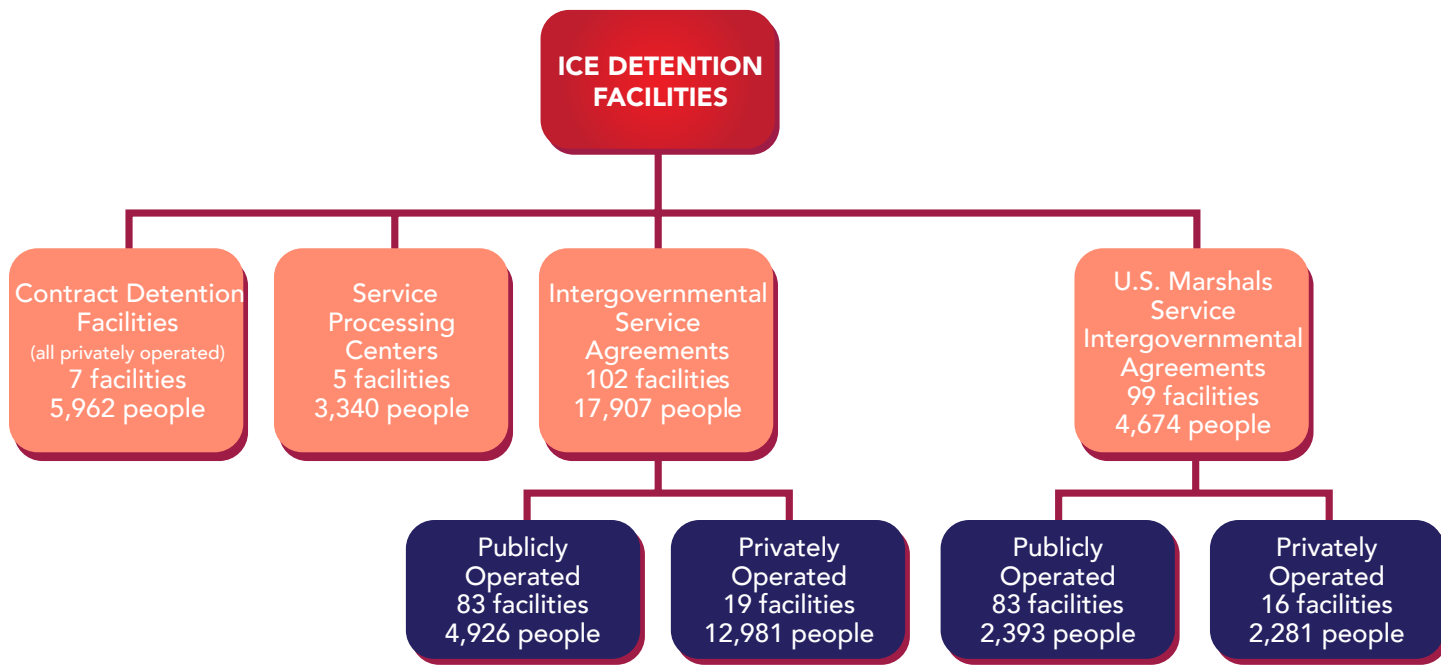 ICE DETENTION
FACILITIES
Contract Detention
Facilities
(all privately operated)
7 facilities
5,962 people
Service
Processing
Centers
5 facilities
3,340 people
Intergovernmental
Service
Agreements
102 facilities
17,907 people
U.S. Marshals
Service
Intergovernmental
Agreements
99 facilities
4,674 people
Publicly
Operated
83 facilities
4,926 people
Privately
Operated
19 facilities
12,981 people
Publicly
Operated
83 facilities
2,393 people
Privately
Operated
16 facilities
2,281 people